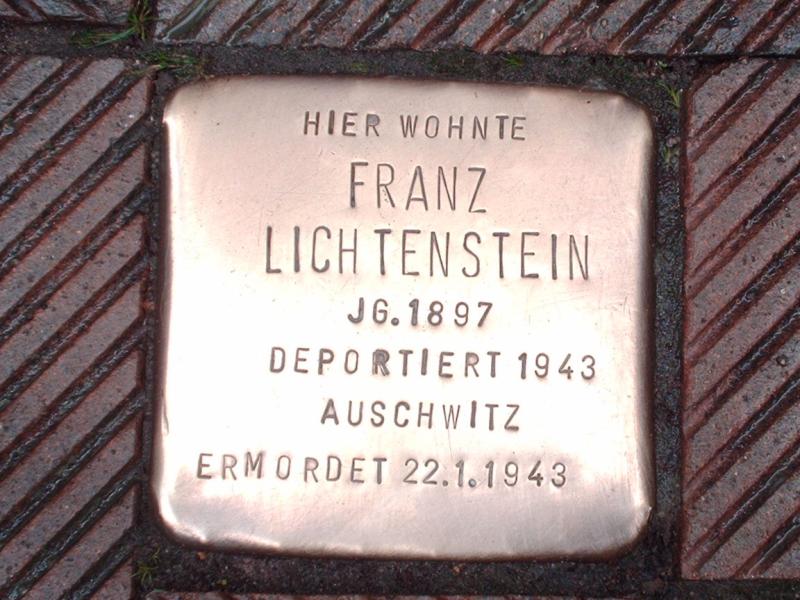 HIER WOHNTE
FRANZ
LICHTENSTEIN
JG.1897
DEPORTIERT 1943
AUSCHWITZ
ERMORDET 22.1.1943